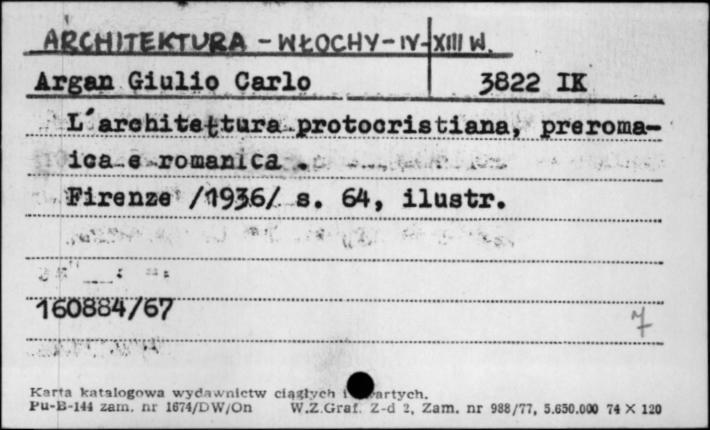 ARCHITEKTURA - WŁOCHY - IV-XIII W.
Argan Giulio Carlo 3822 IK
L'architettura protocristiana, preroma-
ica e romanica.
Firenze /1936/ s. 64, ilustr.
160884/67
7
Karta katalogowa wydawnictw ciągłych i
Pu-B-144 zam. nr 1674/DW/On W.Z.Graf. Z-d 2, Zam. nr 988/77, 5.650.000 74 X 120